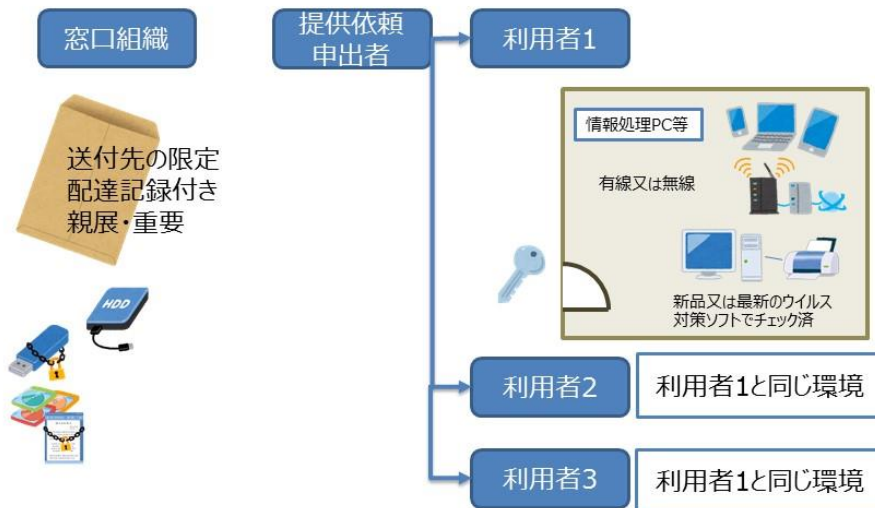 窓口組織
提供依頼
申出者
利用者1
送付先の限定
配達記録付き
親展・重要
HDD
情報処理PC等
有線又は無線
新品又は最新のウイルス
対策ソフトでチェック済
利用者2
利用者1と同じ環境
利用者3
利用者1と同じ環境